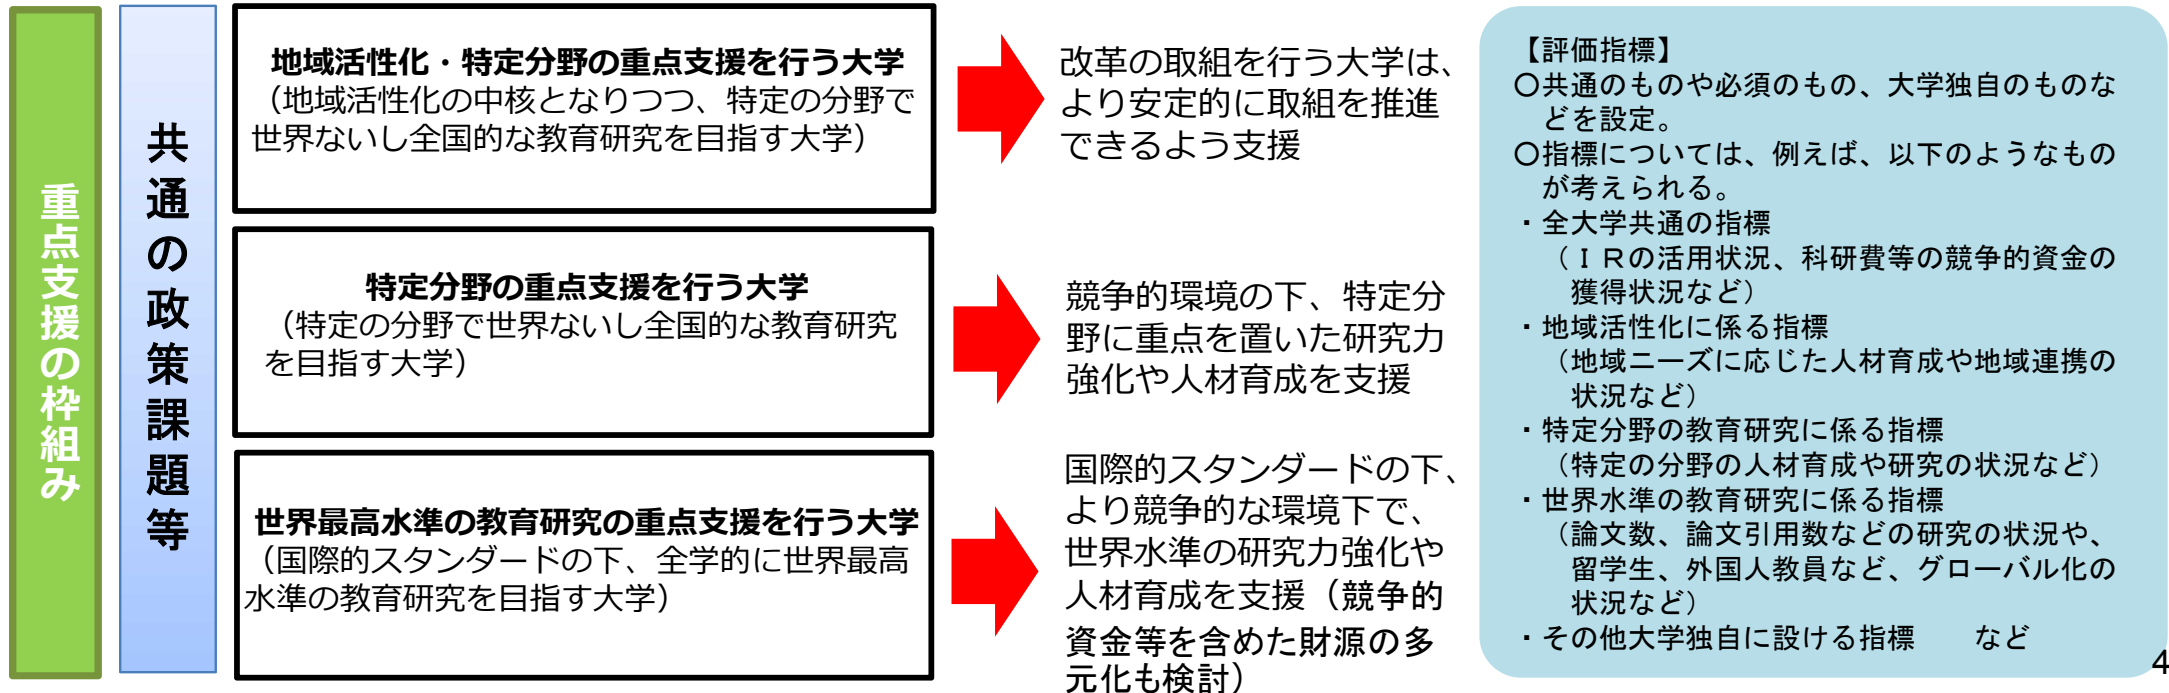 重点支援の枠組み
共通の政策課題等
地域活性化・特定分野の重点支援を行う大学
（地域活性化の中核となりつつ、特定の分野で
世界ないし全国的な教育研究を目指す大学）
改革の取組を行う大学は、
より安定的に取組を推進
できるよう支援
特定分野の重点支援を行う大学
（特定の分野で世界ないし全国的な教育研究
を目指す大学）
競争的環境の下、特定分
野に重点を置いた研究力
強化や人材育成を支援
世界最高水準の教育研究の重点支援を行う大学
（国際的スタンダードの下、全学的に世界最高
水準の教育研究を目指す大学）
国際的スタンダードの下、
より競争的な環境下で、
世界水準の研究力強化や
人材育成を支援（競争的
資金等を含めた財源の多
元化も検討）
【評価指標】
○共通のものや必須のもの、大学独自のものな
どを設定。
○指標については、例えば、以下のようなもの
が考えられる。
・全大学共通の指標
（ＩＲの活用状況、科研費等の競争的資金の
獲得状況など）
・地域活性化に係る指標
（地域ニーズに応じた人材育成や地域連携の
状況など）
・特定分野の教育研究に係る指標
（特定の分野の人材育成や研究の状況など）
・世界水準の教育研究に係る指標
（論文数、論文引用数などの研究の状況や、
留学生、外国人教員など、グローバル化の
状況など）
・その他大学独自に設ける指標　　など
4